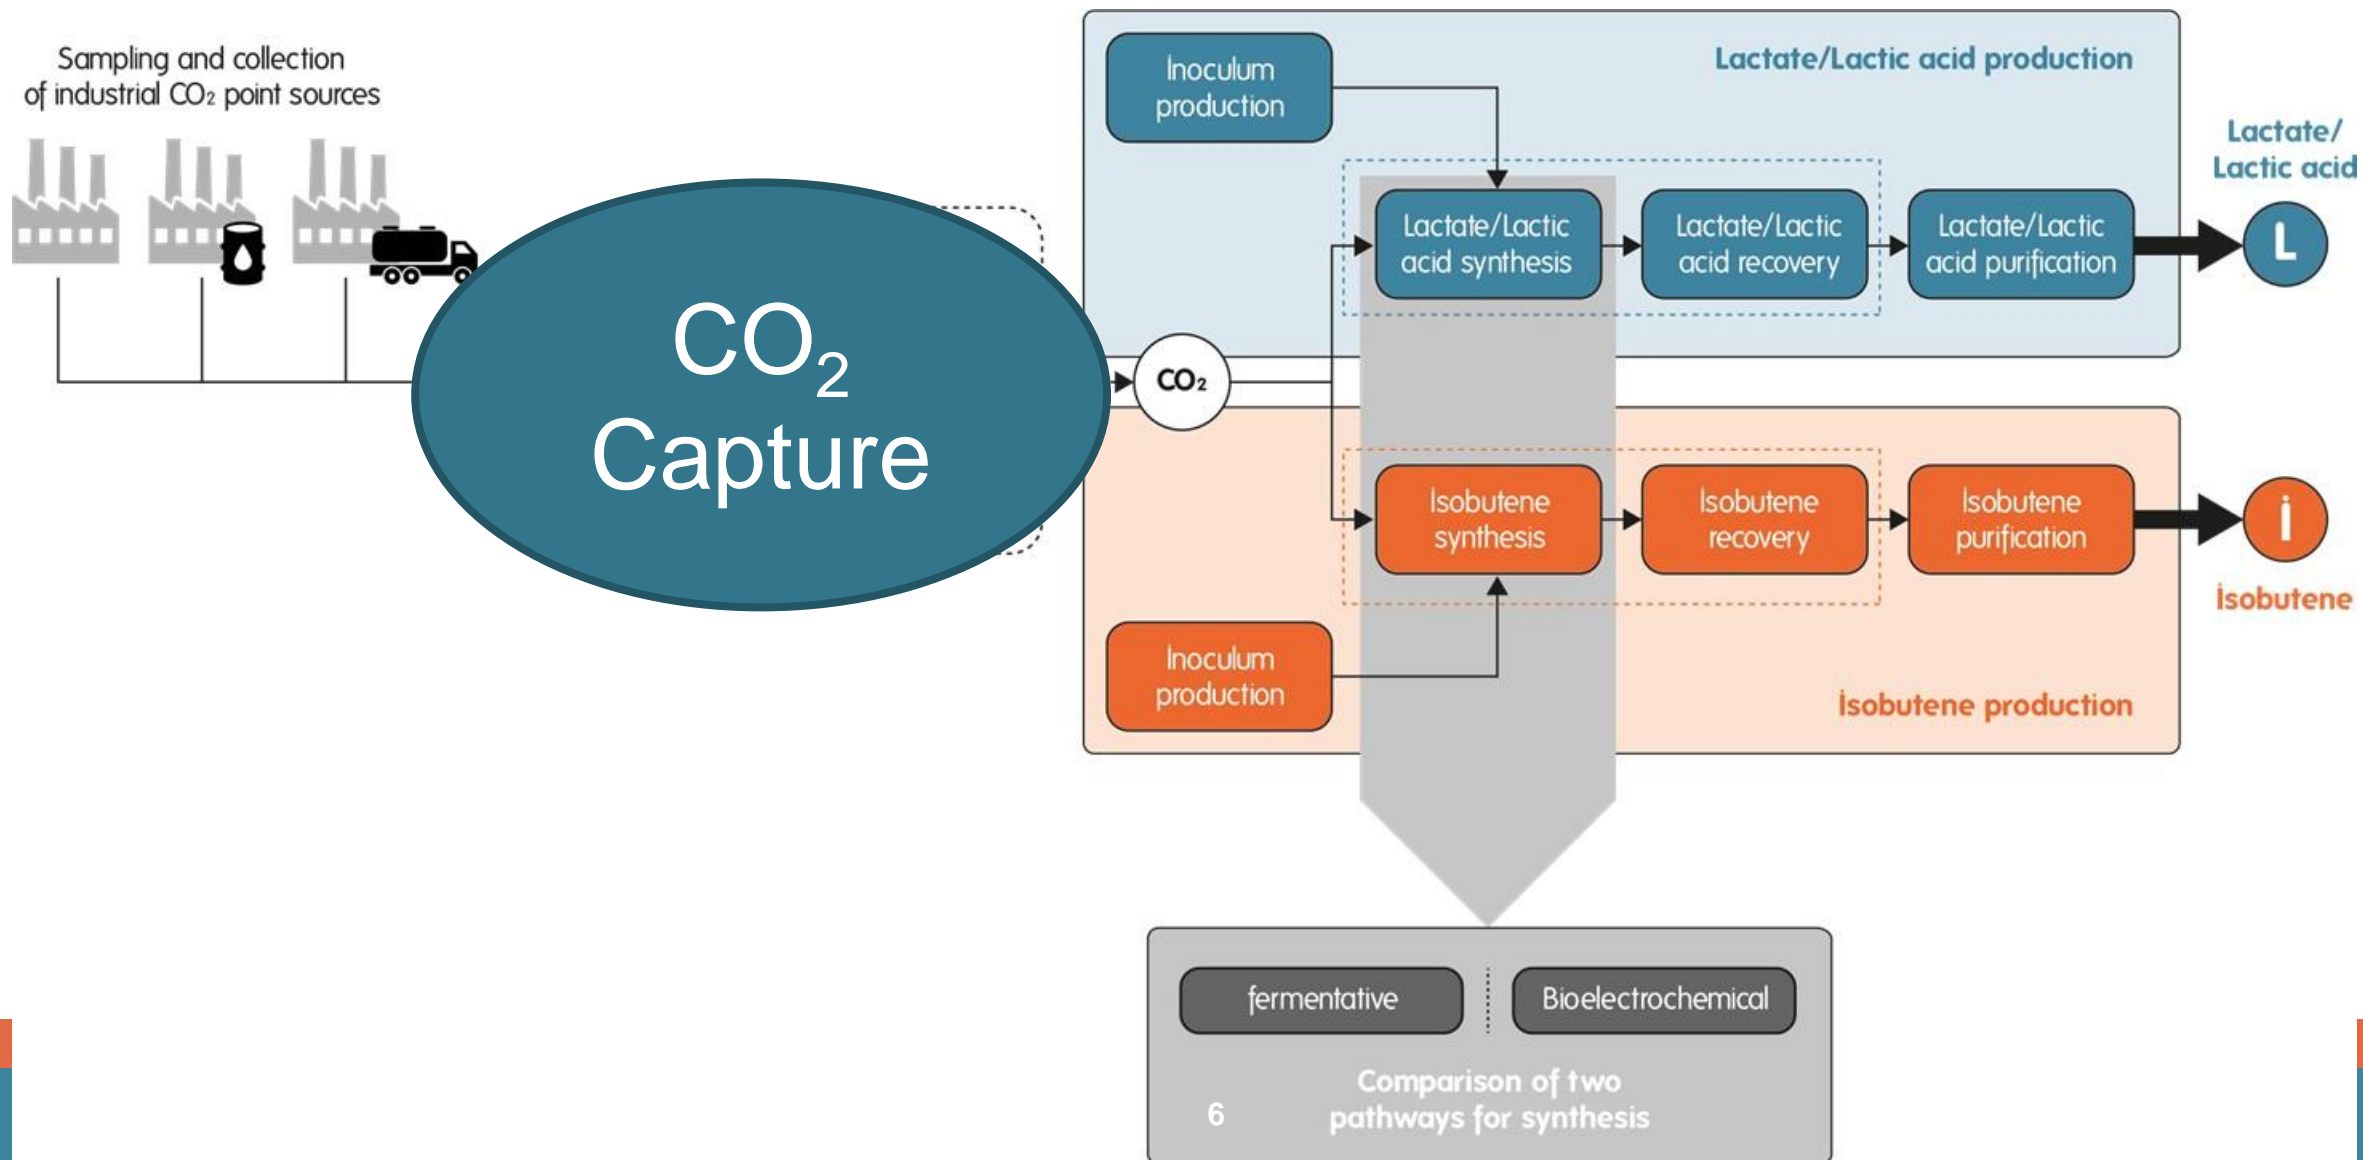 Sampling and collection
of industrial CO₂ point sources
CO₂
Capture
CO₂
Lactate/Lactic acid production
Inoculum
production
Lactate/Lactic
acid synthesis
Lactate/Lactic
acid recovery
Lactate/Lactic
acid purification
Lactate/
Lactic acid
L
Isobutene
synthesis
Isobutene
recovery
Isobutene
purification
i
Isobutene
Inoculum
production
Isobutene production
fermentative
Bioelectrochemical
Comparison of two
pathways for synthesis
6